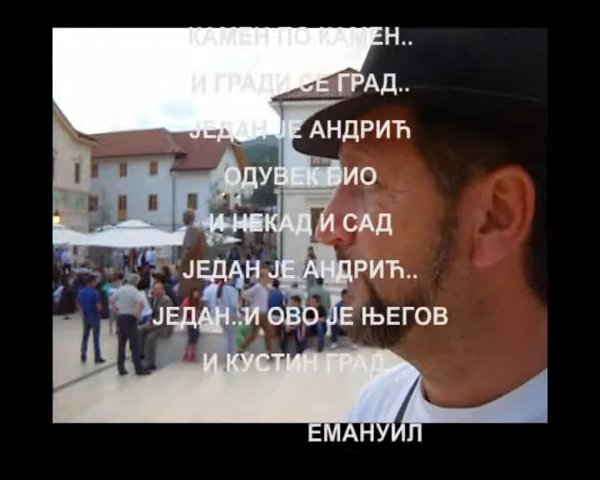 КАМЕН ПО КАМЕН..
И ГРАДИ СЕ ГРАД..
ЈЕДАН ЈЕ АНДРИЋ
ОДУВЕК БИО
И НЕКАД И САД
ЈЕДАН ЈЕ АНДРИЋ..
ЈЕДАН..И ОВО ЈЕ ЊЕГОВ
И КУСТИН ГРАД..
ЕМАНУИЛ